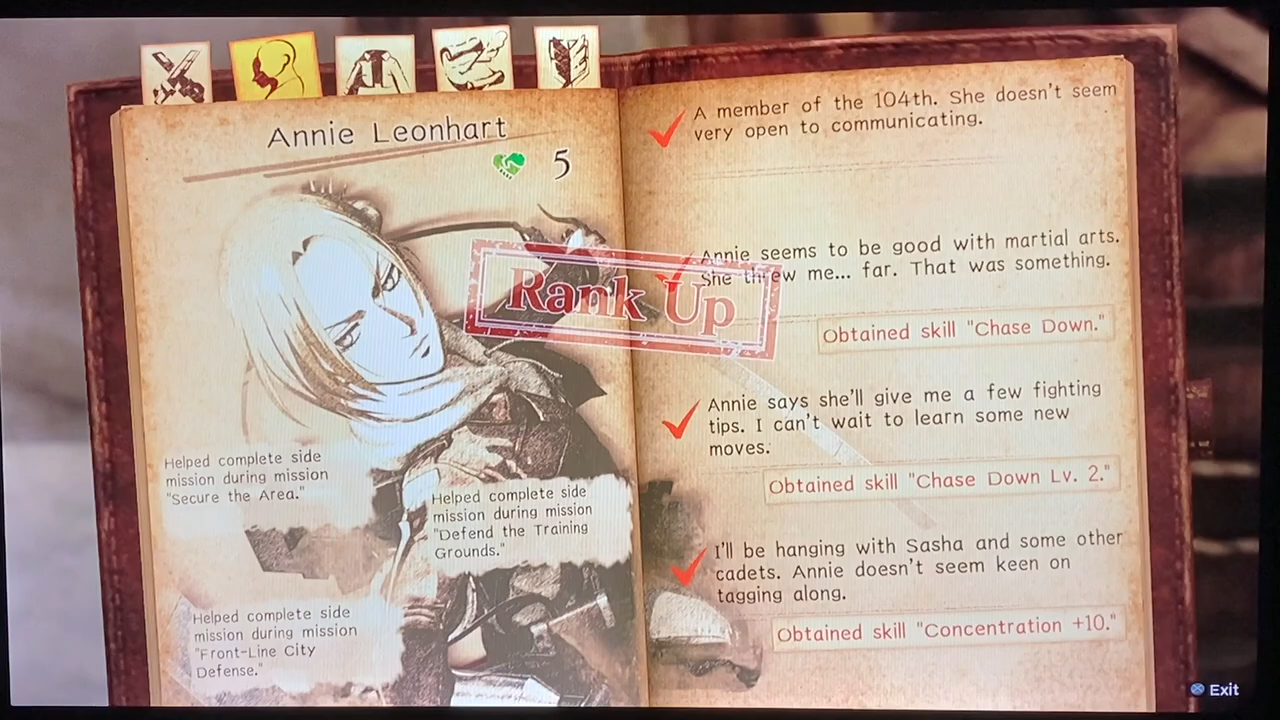 Annie Leonhart
5
Rank Up
Helped complete side
mission during mission
"Secure the Area."
Helped complete side
mission during mission
"Defend the Training
Grounds."
Helped complete side
mission during mission
"Front-Line City
Defense."
A member of the 104th. She doesn't seem
very open to communicating.
Annie seems to be good with martial arts.
She threw me... far. That was something.
Obtained skill "Chase Down."
Annie says she'll give me a few fighting
tips. I can't wait to learn some new
moves.
Obtained skill "Chase Down Lv. 2."
I'll be hanging with Sasha and some other
cadets. Annie doesn't seem keen on
tagging along.
Obtained skill "Concentration +10."
Exit